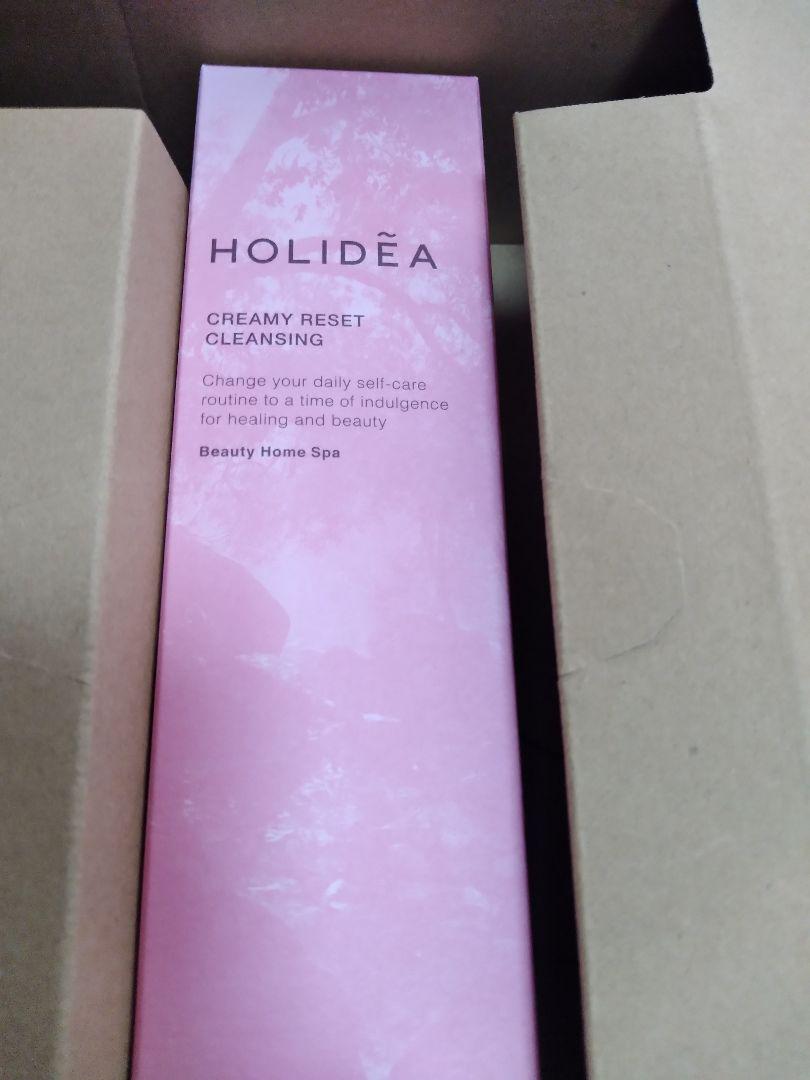 HOLIDẼA
CREAMY RESET
CLEANSING
Change your daily self-care
routine to a time of indulgence
for healing and beauty
Beauty Home Spa